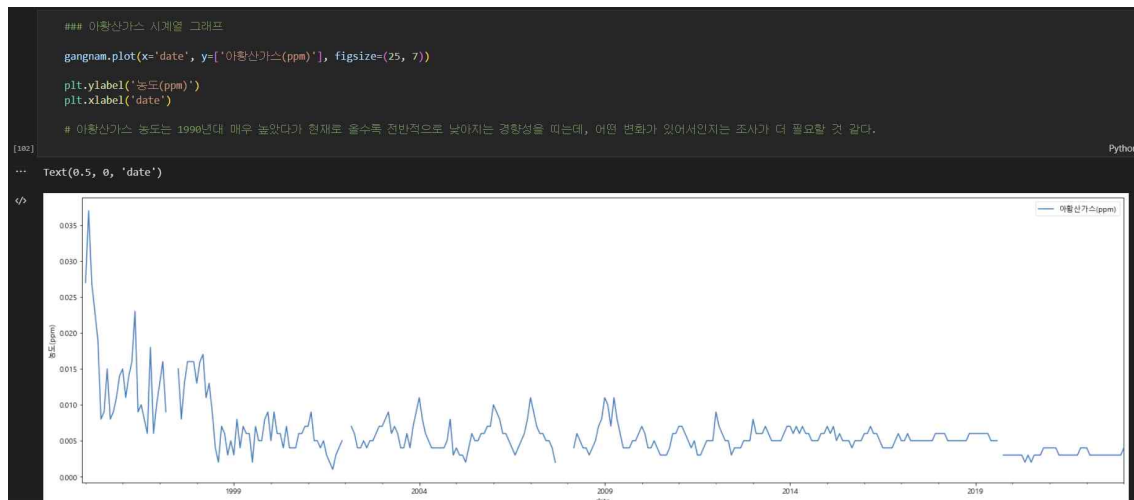 ### 아황산가스 시계열 그래프
gangnam.plot(x='date', y=['아황산가스(ppm)'], figsize=(25, 7))
plt.ylabel('농도(ppm)')
plt.xlabel('date')
# 아황산가스 농도는 1990년대 매우 높았다가 현재로 올수록 전반적으로 낮아지는 경향성을 띠는데, 어떤 변화가 있어서인지는 조사가 더 필요할 것 같다.
[102]
Python
... Text(0.5, 0, 'date')
</>
아황산가스(ppm)
0.035
0.030
0.025
0.020
0.015
0.010
0.005
0.000
농도(ppm)
1999 2004 2009 2014 2019